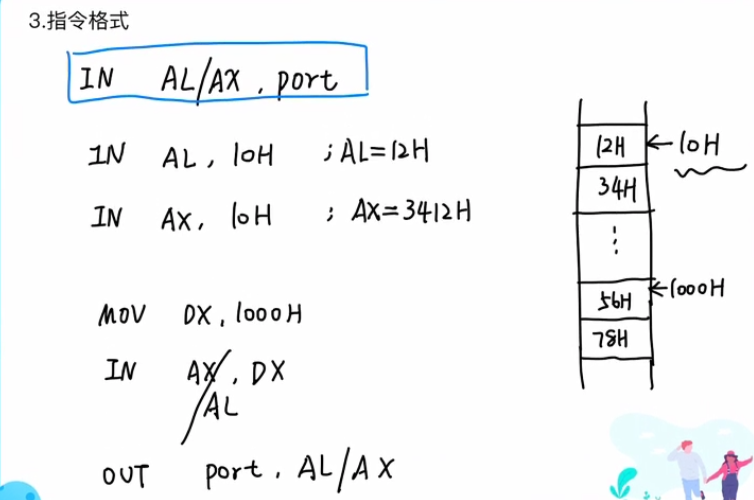 3.指令格式
IN AL/AX, port
IN AL, 10H ;AL=12H
IN AX, 10H ; AX=3412H
MOV DX, 1000H
IN AX/AL, DX
OUT port, AL/AX
12H ←10H
34H
⋮
56H ←1000H
78H